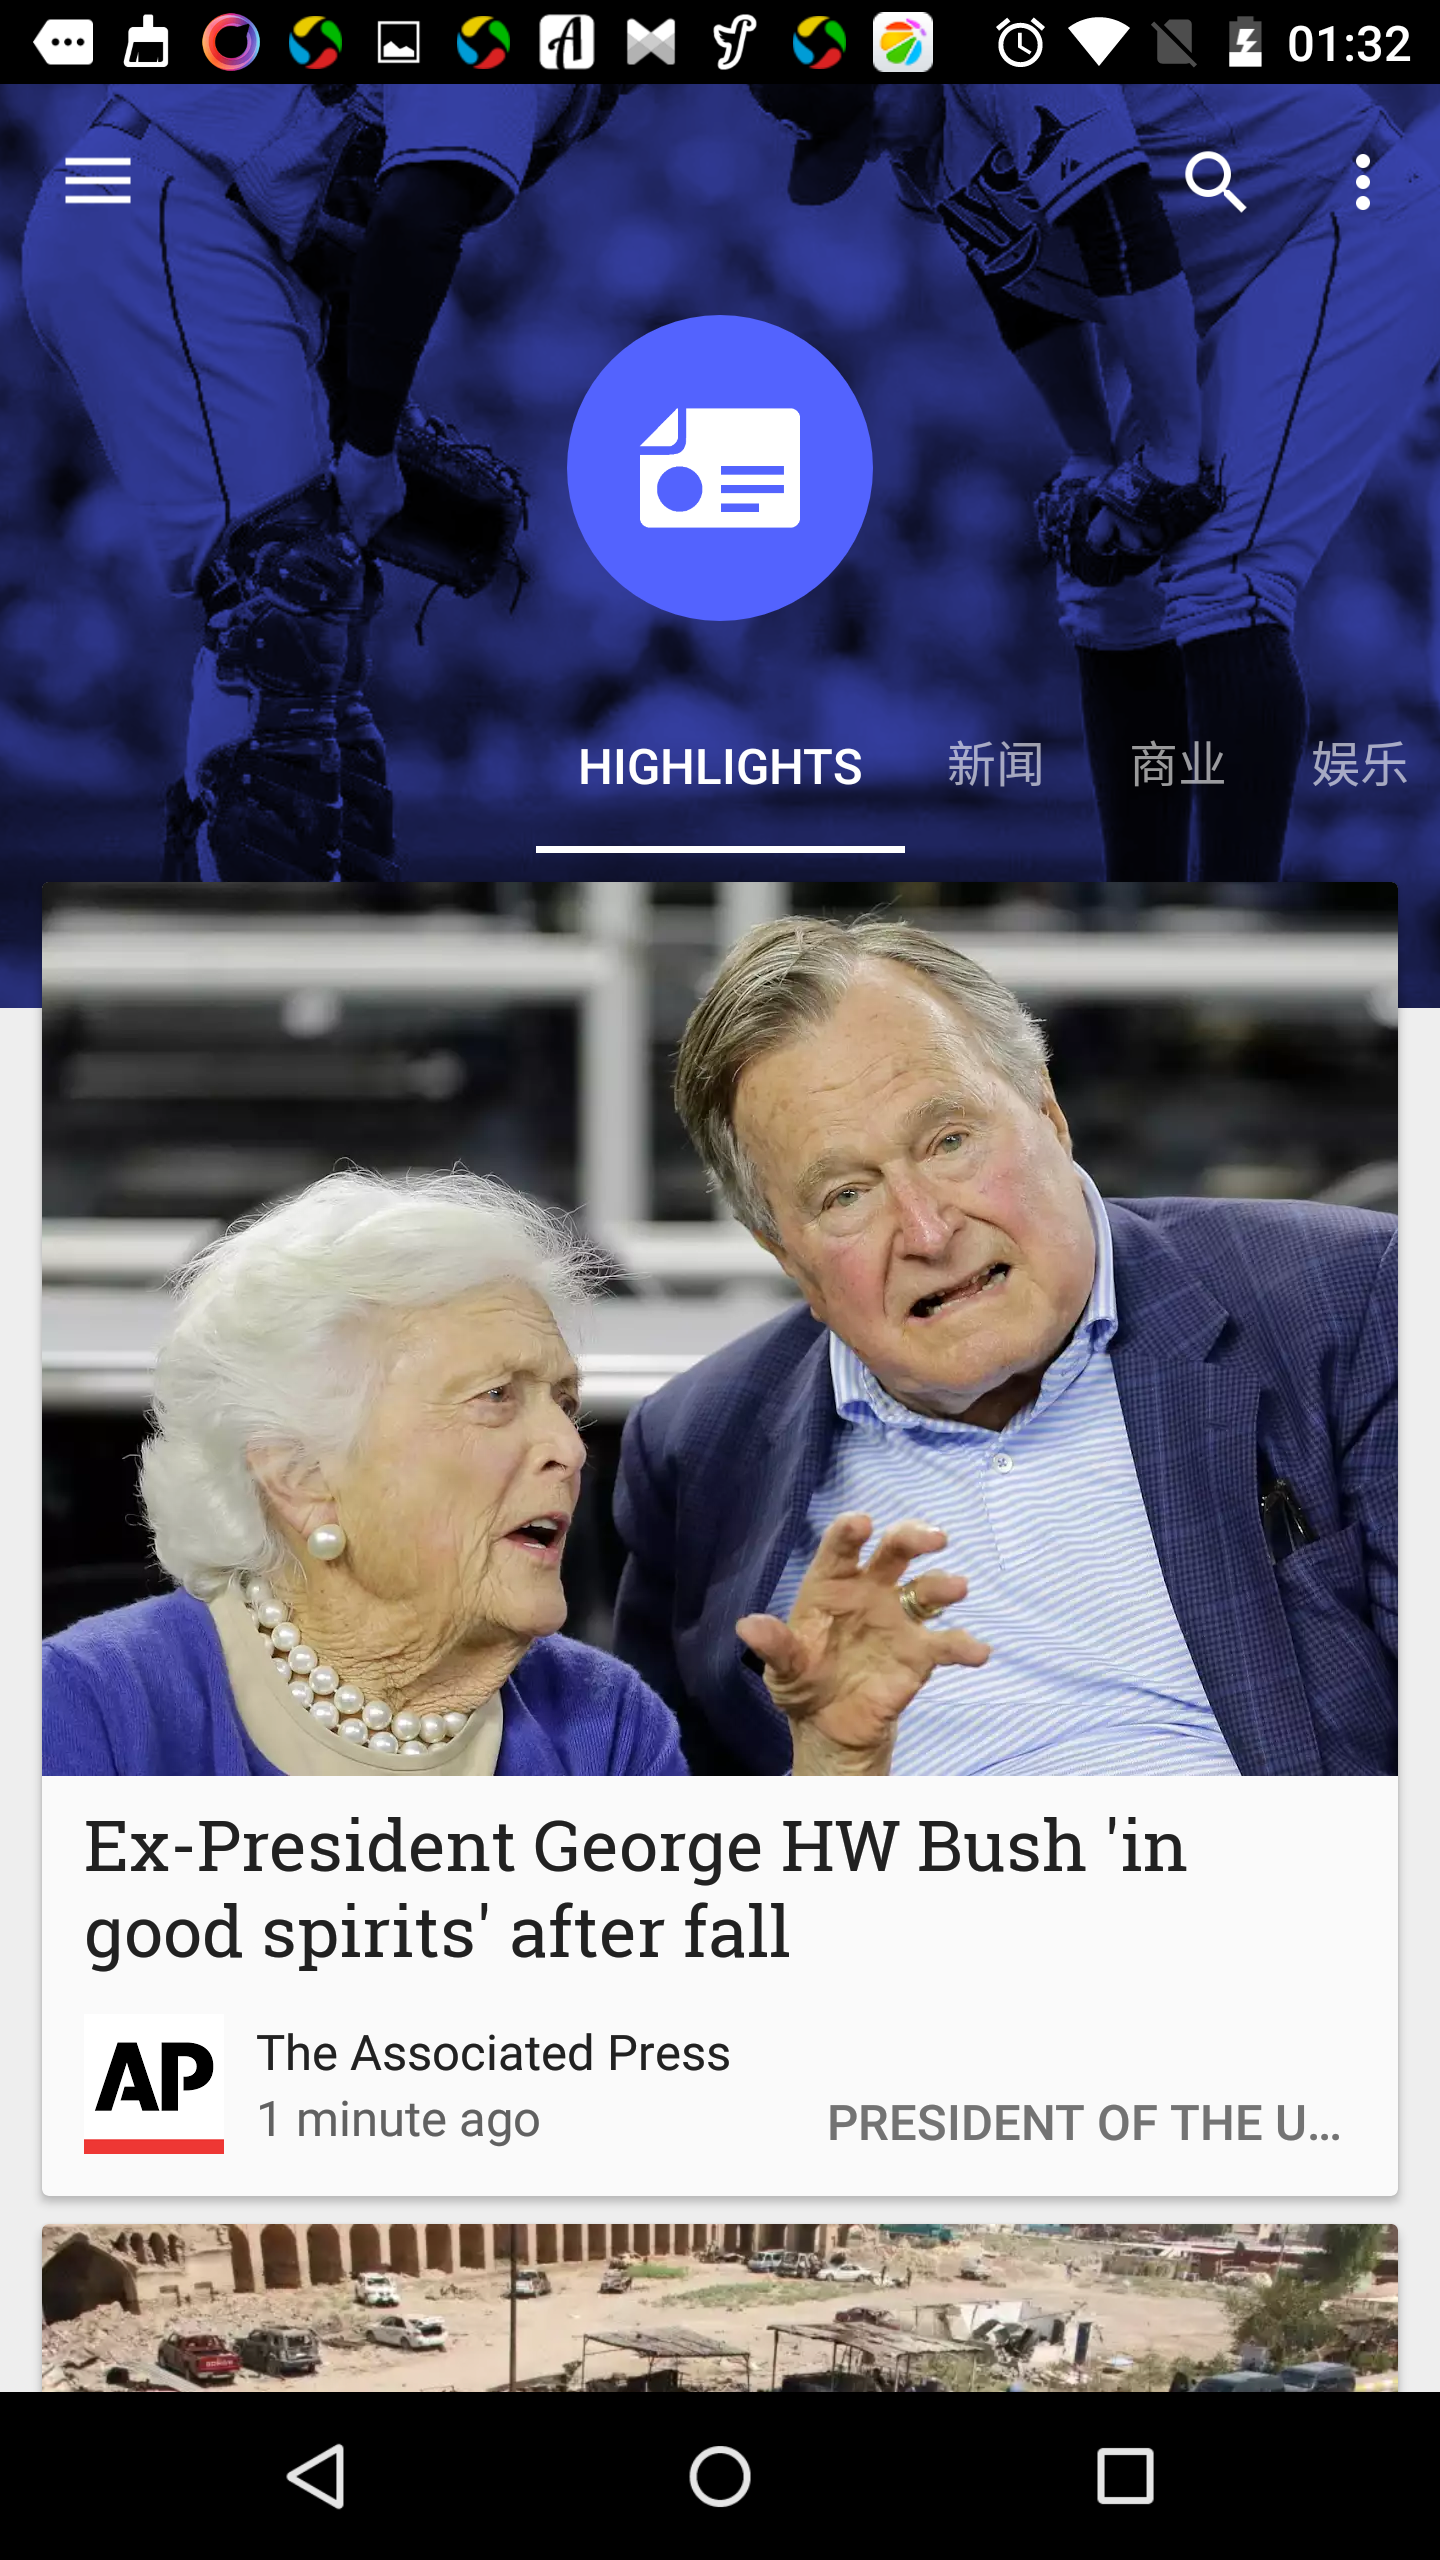 01:32
HIGHLIGHTS 新闻 商业 娱乐
Ex-President George HW Bush 'in
good spirits' after fall
AP
The Associated Press
1 minute ago
PRESIDENT OF THE U...